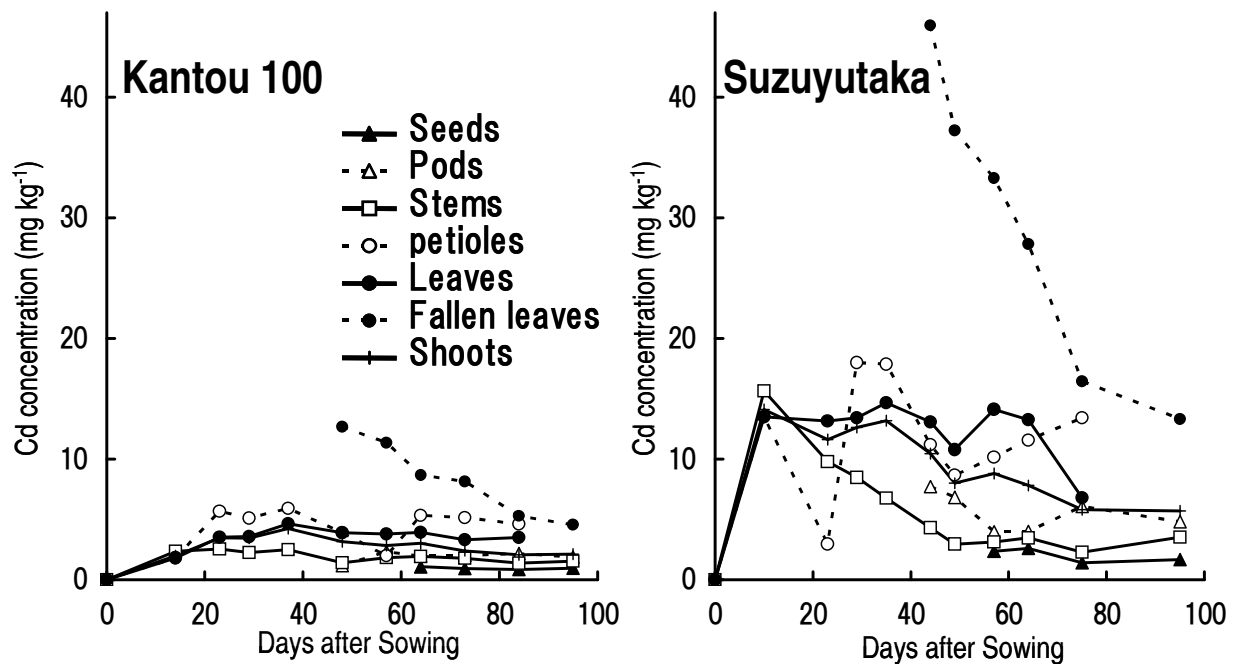 Kantou 100
Cd concentration (mg kg-1)
40
30
20
10
0
Seeds
Pods
Stems
petioles
Leaves
Fallen leaves
Shoots
0 20 40 60 80 100
Days after Sowing
Suzuyutaka
Cd concentration (mg kg-1)
40
30
20
10
0
0 20 40 60 80 100
Days after Sowing